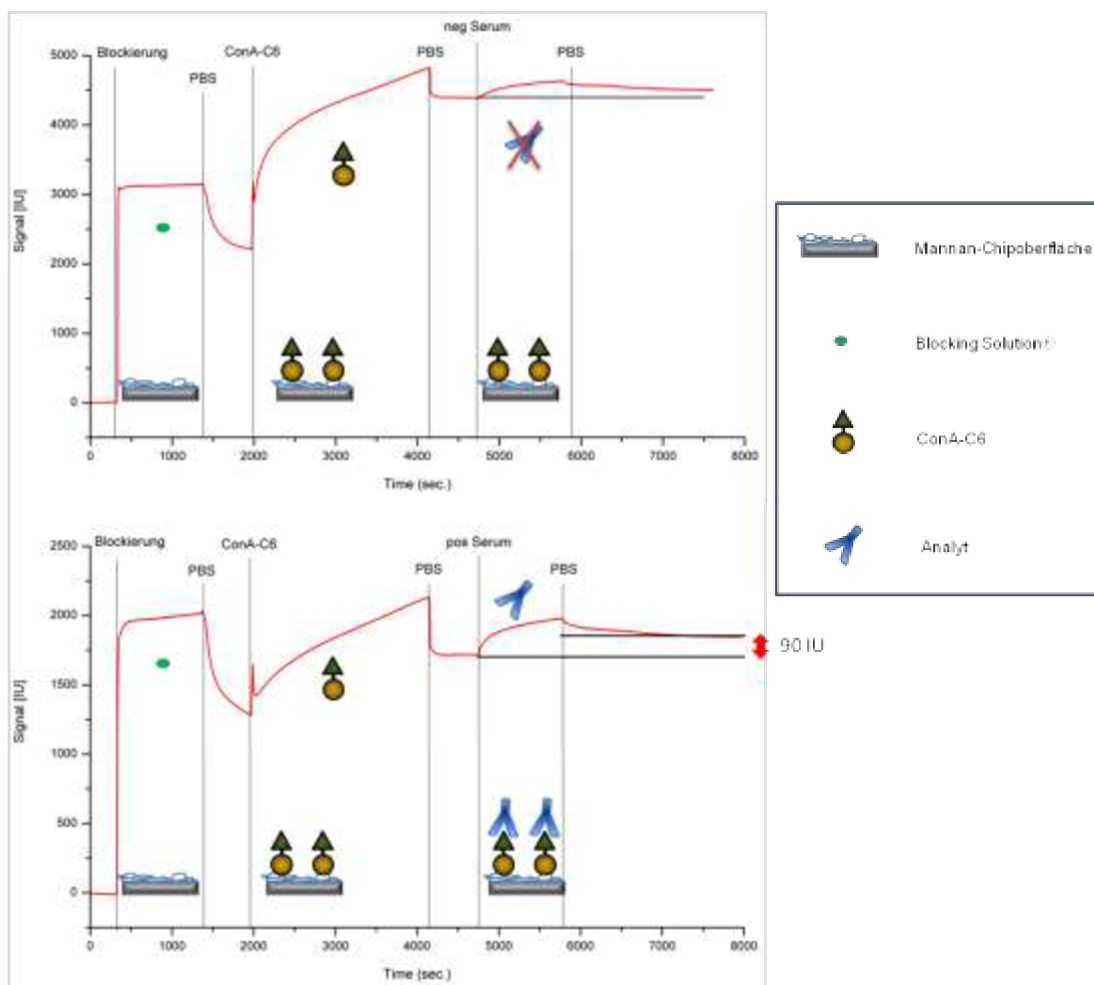 neg Serum
Blockierung ConA-C6 PBS PBS
PBS
5000
4000
3000
2000
1000
0
Signal [IU]
0 1000 2000 3000 4000 5000 6000 7000 8000
Time (sec.)
Blockierung ConA-C6 pos Serum
PBS PBS PBS
2500
2000
1500
1000
500
0
Signal [IU]
0 1000 2000 3000 4000 5000 6000 7000 8000
Time (sec.)
90 IU
Mannan-Chipoberfläche
Blocking Solution®
ConA-C6
Analyt